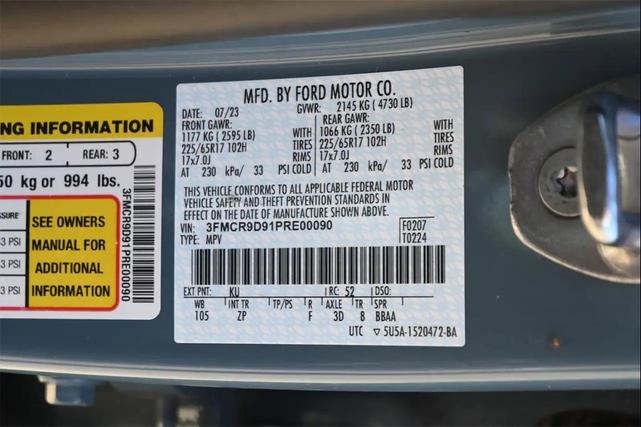 NG INFORMATION
FRONT: 2 REAR: 3
50 kg or 994 lbs.
SSURE
3 PSI
3 PSI
3 PSI
SEE OWNERS
MANUAL FOR
ADDITIONAL
INFORMATION
3FMCR9D91PRE00090
MFD. BY FORD MOTOR CO.
DATE: 07/23 GVWR: 2145 KG (4730 LB)
FRONT GAWR: REAR GAWR:
1177 KG (2595 LB) WITH 1066 KG (2350 LB) WITH
225/65R17 102H TIRES 225/65R17 102H TIRES
17x7.0J RIMS 17x7.0J RIMS
AT 230 kPa/ 33 PSI COLD AT 230 kPa/ 33 PSI COLD
THIS VEHICLE CONFORMS TO ALL APPLICABLE FEDERAL MOTOR
VEHICLE SAFETY AND THEFT PREVENTION STANDARDS IN
EFFECT ON THE DATE OF MANUFACTURE SHOWN ABOVE.
VIN: 3FMCR9D91PRE00090 F0207
TYPE: MPV T0224
EXT PNT: KU RC: 52 DSO:
WB INT TR TP/PS R AXLE TR SPR
105 ZP F 3D 8 BBAA
UTC 5U5A-1520472-BA